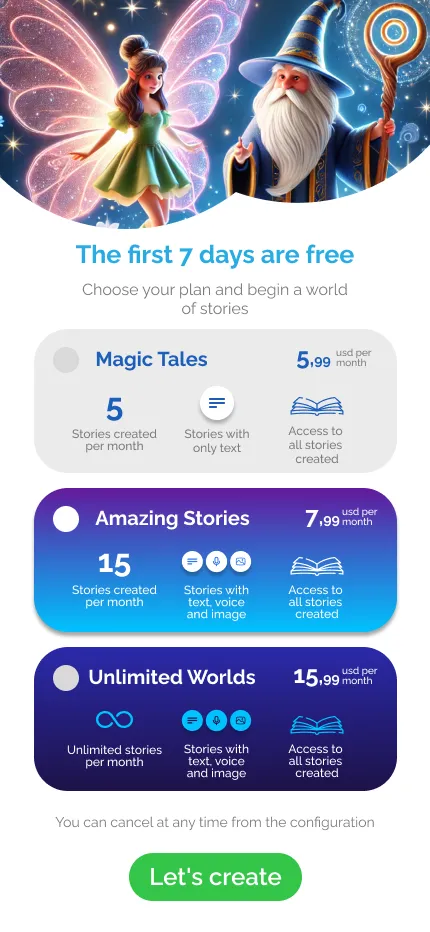 The first 7 days are free
Choose your plan and begin a world
of stories
Magic Tales
5,99 usd per
month
5
Stories created
per month
Stories with
only text
Access to
all stories
created
Amazing Stories
7,99 usd per
month
15
Stories created
per month
Stories with
text, voice
and image
Access to
all stories
created
Unlimited Worlds
15,99 usd per
month
Unlimited stories
per month
Stories with
text, voice
and image
Access to
all stories
created
You can cancel at any time from the configuration
Let's create